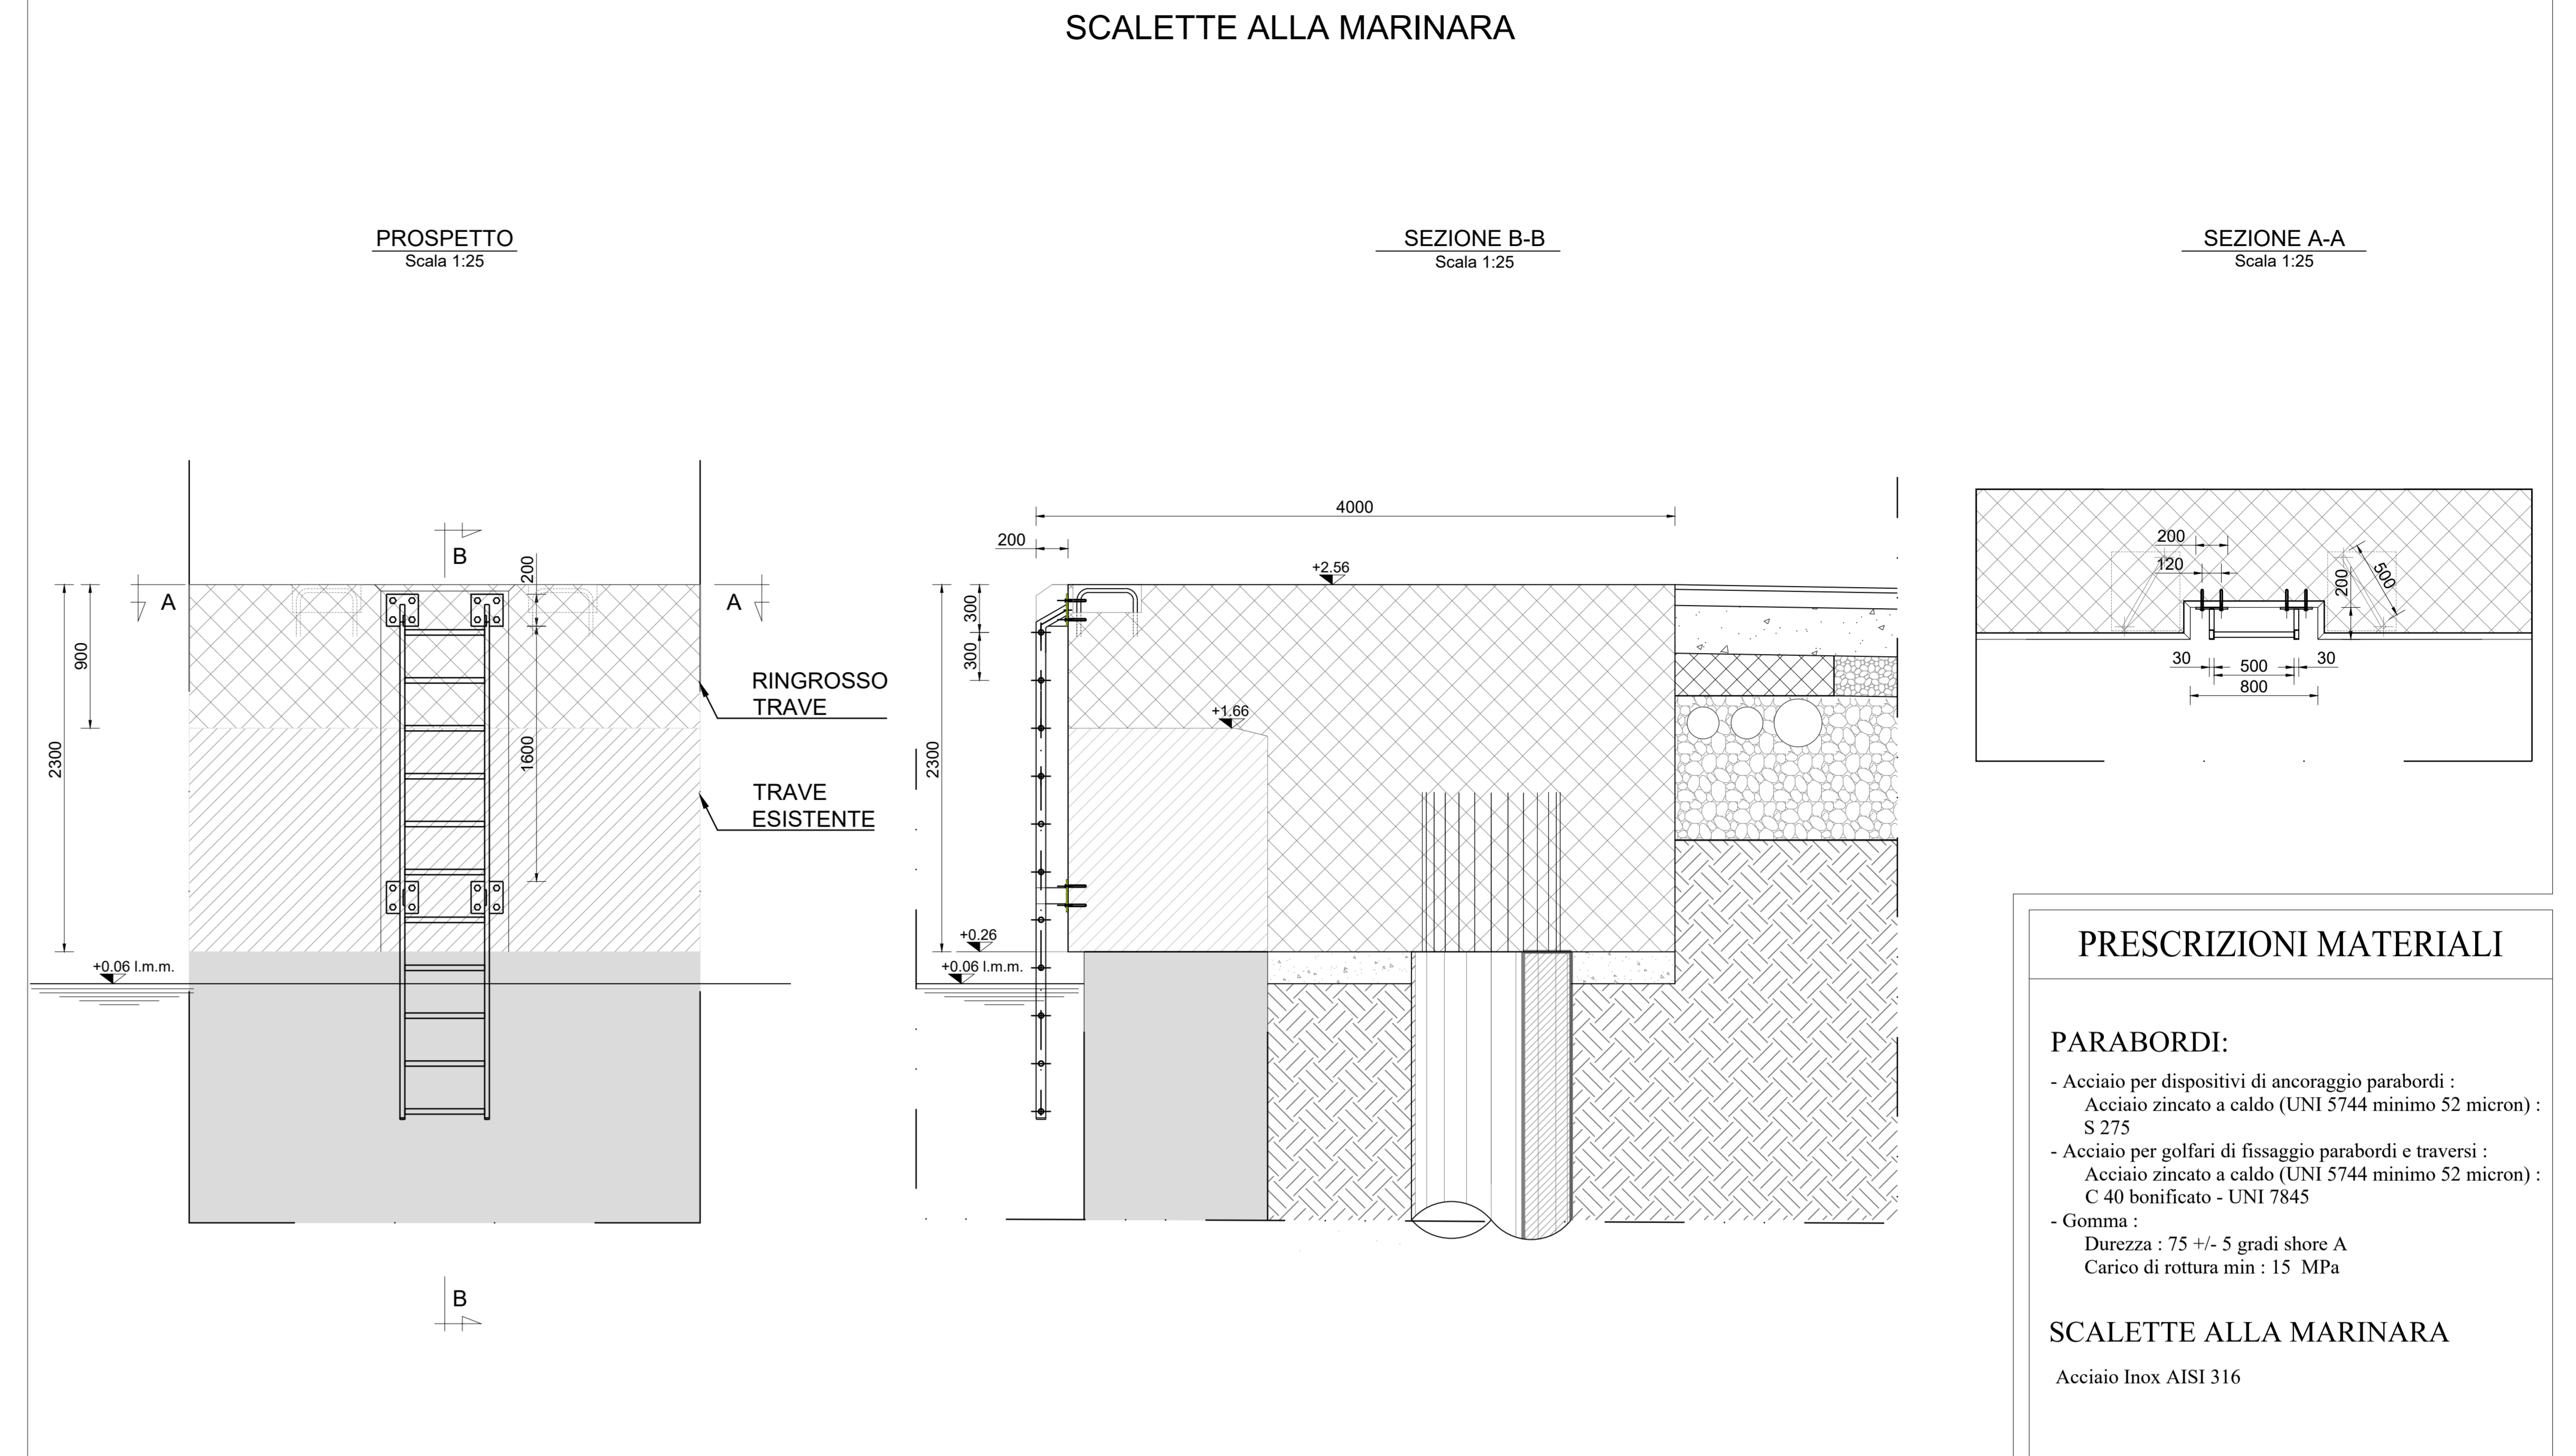 SCALETTE ALLA MARINARA
PROSPETTO
Scala 1:25
B
200
A
A
900
2300
1600
RINGROSSO
TRAVE
TRAVE
ESISTENTE
+0.06 l.m.m.
B
SEZIONE B-B
Scala 1:25
4000
200
+2.56
300
300
+1.66
2300
+0.26
+0.06 l.m.m.
SEZIONE A-A
Scala 1:25
200
120
200
500
30
500
30
800
PRESCRIZIONI MATERIALI
PARABORDI:
- Acciaio per dispositivi di ancoraggio parabordi :
Acciaio zincato a caldo (UNI 5744 minimo 52 micron) :
S 275
- Acciaio per golfari di fissaggio parabordi e traversi :
Acciaio zincato a caldo (UNI 5744 minimo 52 micron) :
C 40 bonificato - UNI 7845
- Gomma :
Durezza : 75 +/- 5 gradi shore A
Carico di rottura min : 15 MPa
SCALETTE ALLA MARINARA
Acciaio Inox AISI 316